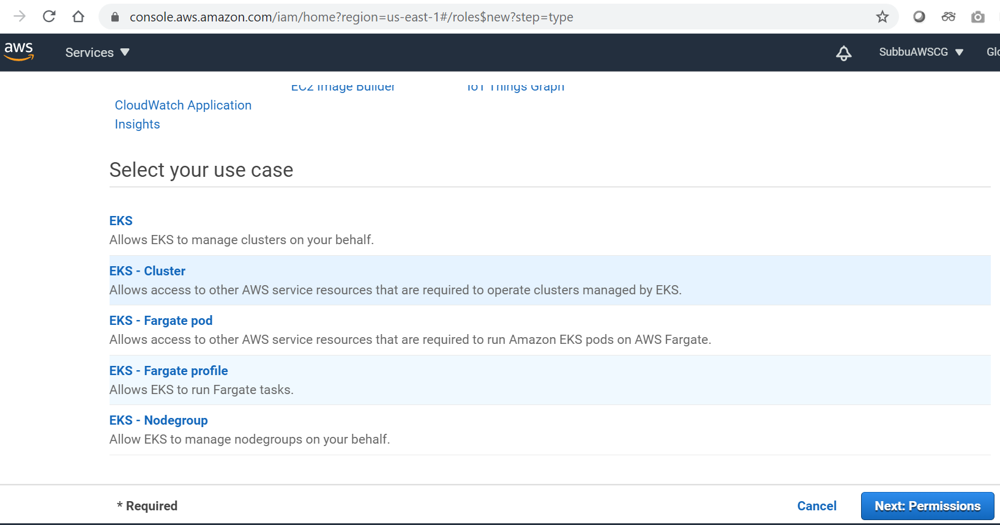 console.aws.amazon.com/iam/home?region=us-east-1#/roles$new?step=type
aws
Services
SubbuAWSCG
EC2 Image Builder
IoT Things Graph
CloudWatch Application
Insights
Select your use case
EKS
Allows EKS to manage clusters on your behalf.
EKS - Cluster
Allows access to other AWS service resources that are required to operate clusters managed by EKS.
EKS - Fargate pod
Allows access to other AWS service resources that are required to run Amazon EKS pods on AWS Fargate.
EKS - Fargate profile
Allows EKS to run Fargate tasks.
EKS - Nodegroup
Allow EKS to manage nodegroups on your behalf.
* Required
Cancel
Next: Permissions